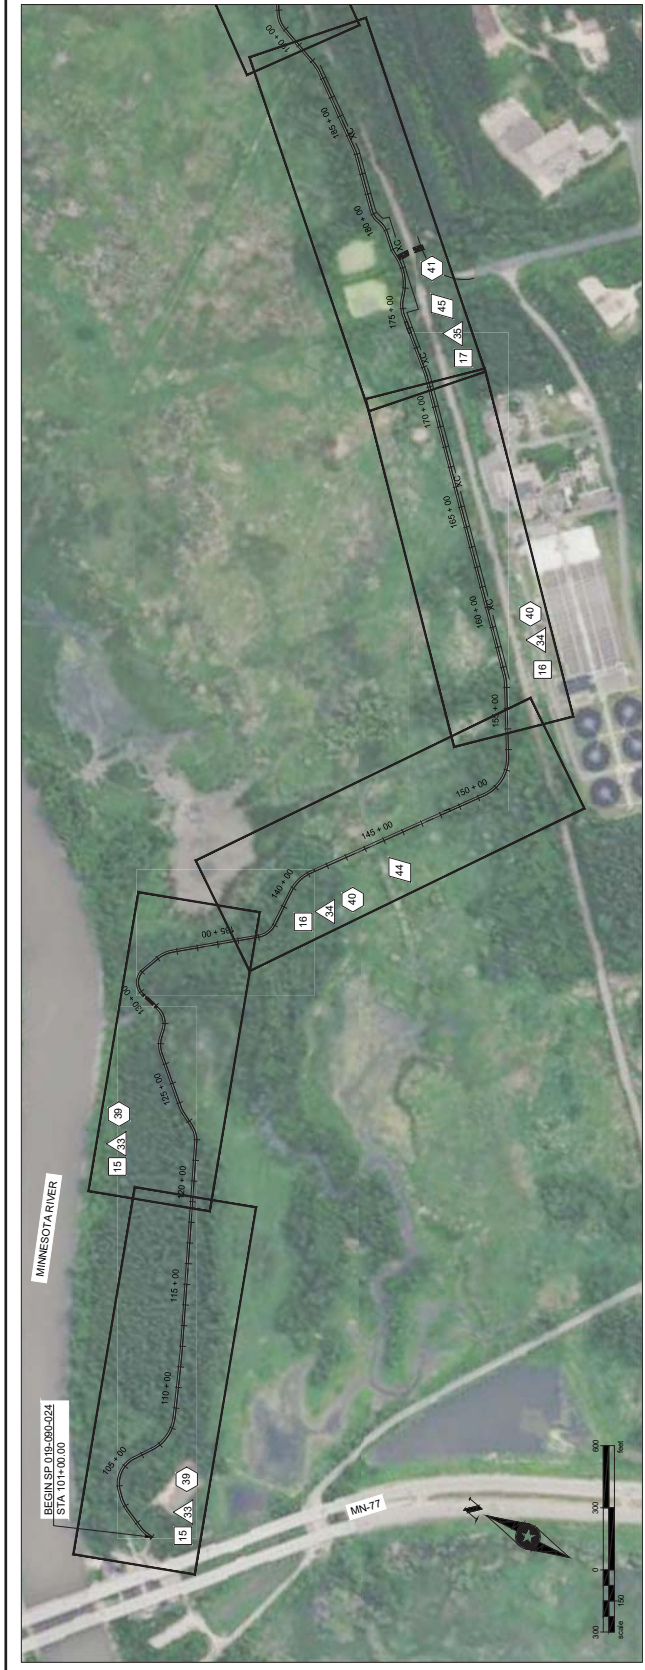 MINNESOTA RIVER
BEGIN SP 019-090-024
STA 101+00.00
105 + 00
110 + 00
115 + 00
120 + 00
125 + 00
130 + 00
135 + 00
140 + 00
145 + 00
150 + 00
155 + 00
160 + 00
165 + 00
170 + 00
175 + 00
180 + 00
185 + 00
190 + 00
XC
XC
XC
XC
XC
15
33
39
15
33
39
16
34
40
44
16
34
40
17
35
45
41
MN-77
N
300
0
300
600
scale
150
feet